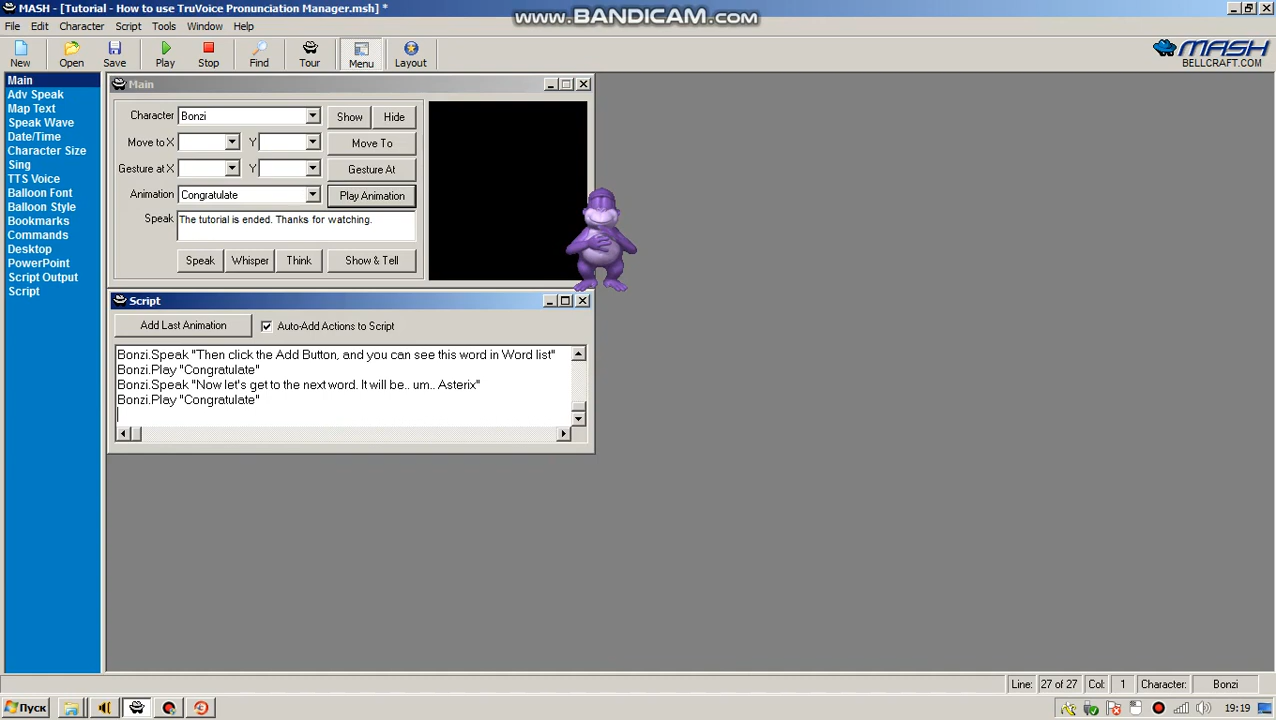 MASH - [Tutorial - How to use TruVoice Pronunciation Manager.msh] *
www.BANDICAM.com
File Edit Character Script Tools Window Help
New Open Save Play Stop Find Tour Menu Layout
MASH
BELLCRAFT.COM
Main
Adv Speak
Map Text
Speak Wave
Date/Time
Character Size
Sing
TTS Voice
Balloon Font
Balloon Style
Bookmarks
Commands
Desktop
PowerPoint
Script Output
Script
Main
Character Bonzi Show Hide
Move to X Y Move To
Gesture at X Y Gesture At
Animation Congratulate Play Animation
Speak The tutorial is ended. Thanks for watching.
Speak Whisper Think Show & Tell
Script
Add Last Animation Auto-Add Actions to Script
Bonzi.Speak "Then click the Add Button, and you can see this word in Word list"
Bonzi.Play "Congratulate"
Bonzi.Speak "Now let's get to the next word. It will be.. um.. Asterix"
Bonzi.Play "Congratulate"
Line: 27 of 27 Col: 1 Character: Bonzi
Пуск 19:19